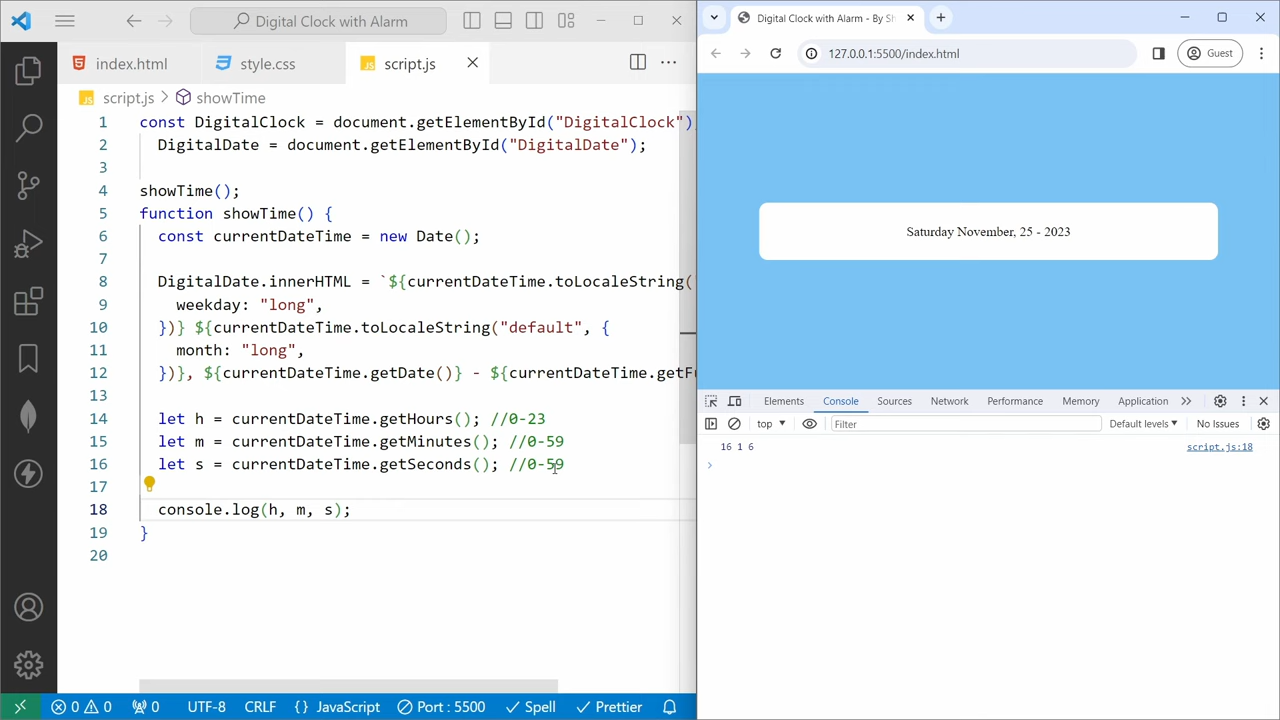 Digital Clock with Alarm
index.html
style.css
JS script.js
JS script.js > showTime
1 const DigitalClock = document.getElementById("DigitalClock")
2 DigitalDate = document.getElementById("DigitalDate");
3
4 showTime();
5 function showTime() {
6 const currentDateTime = new Date();
7
8 DigitalDate.innerHTML = `${currentDateTime.toLocaleString(
9 weekday: "long",
10 })} ${currentDateTime.toLocaleString("default", {
11 month: "long",
12 })}, ${currentDateTime.getDate()} - ${currentDateTime.getFu
13
14 let h = currentDateTime.getHours(); //0-23
15 let m = currentDateTime.getMinutes(); //0-59
16 let s = currentDateTime.getSeconds(); //0-59
17
18 console.log(h, m, s);
19 }
20
0 0 0 UTF-8 CRLF {} JavaScript Port : 5500 Spell Prettier
Digital Clock with Alarm - By Sh
127.0.0.1:5500/index.html
Guest
Saturday November, 25 - 2023
Elements Console Sources Network Performance Memory Application
top Filter Default levels No Issues
16 1 6 script.js:18